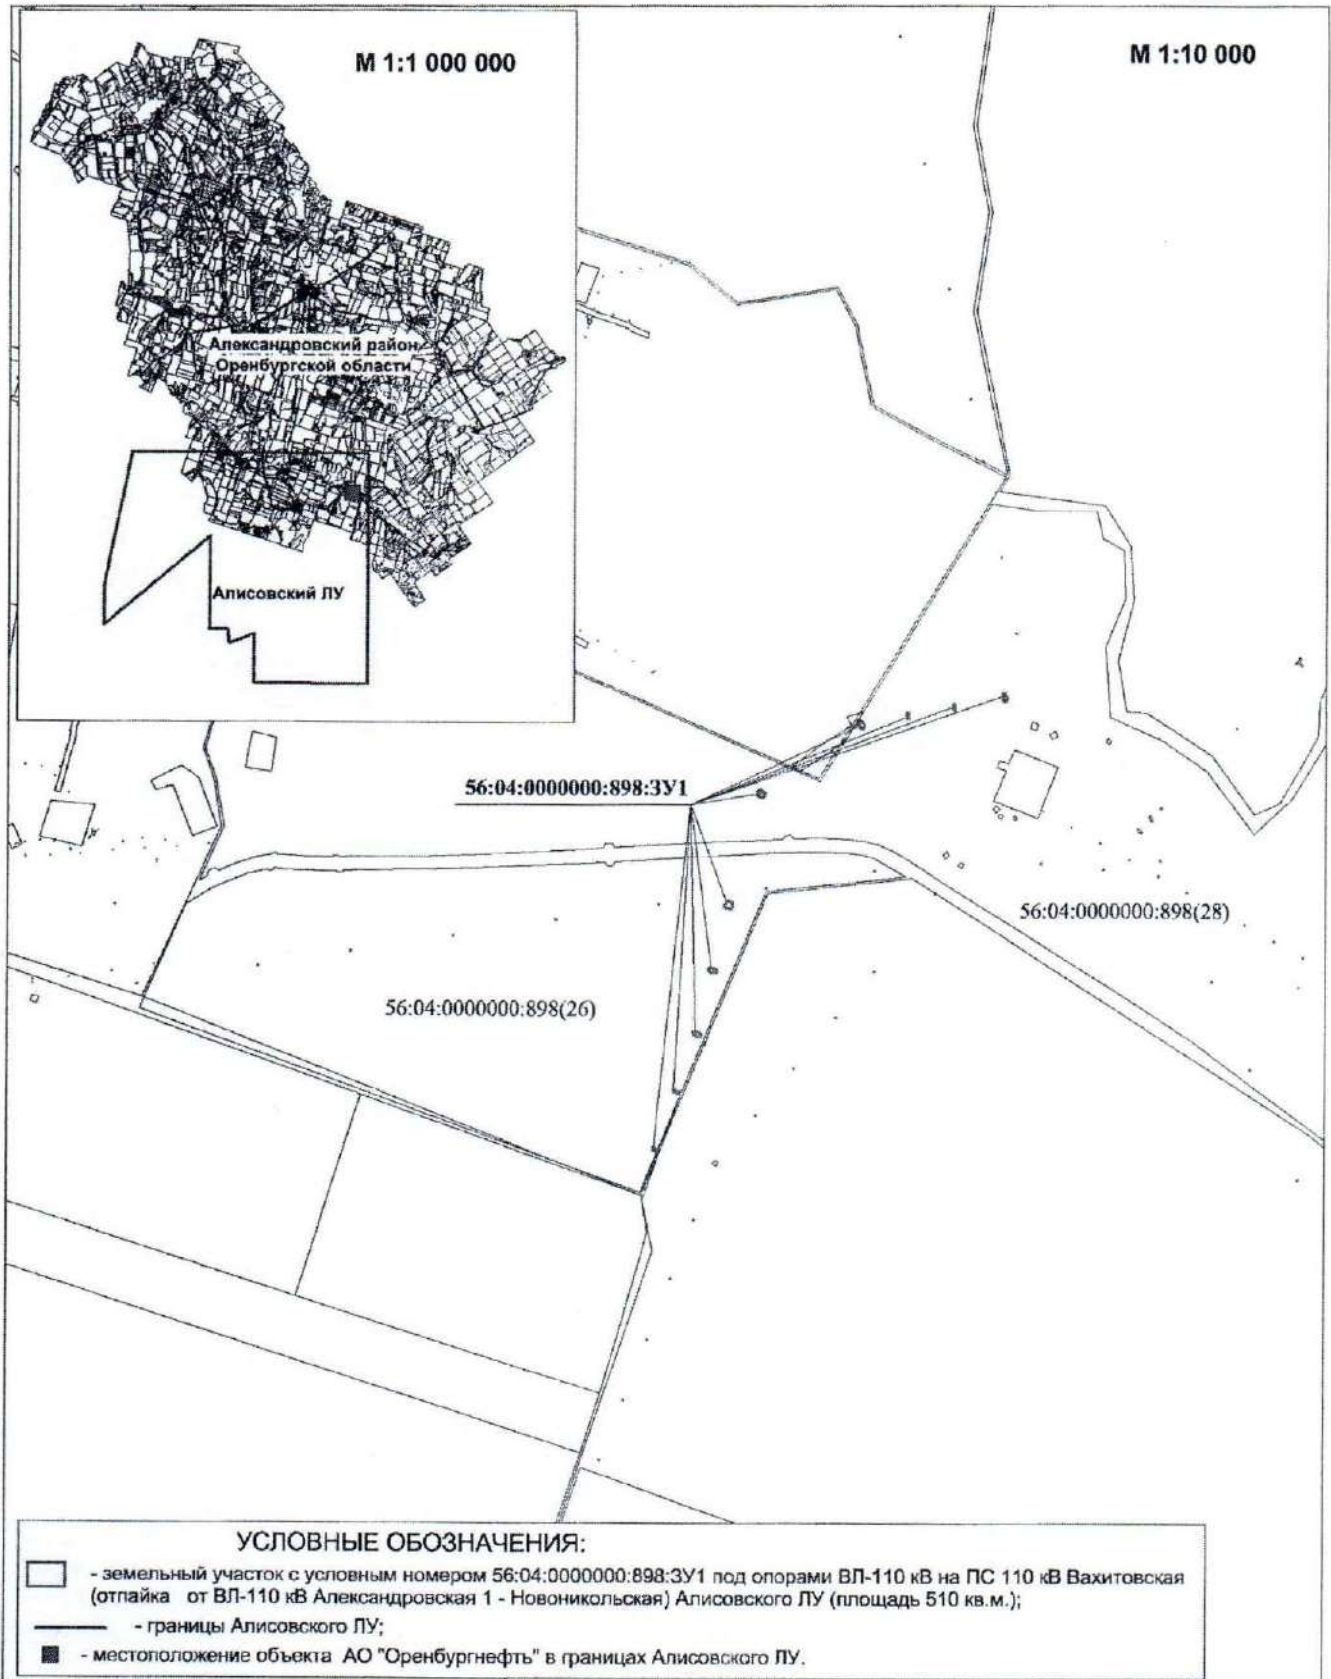 М 1:1 000 000
М 1:10 000
Александровский район
Оренбургской области
Алисовский ЛУ
56:04:0000000:898:ЗУ1
56:04:0000000:898(28)
56:04:0000000:898(26)
УСЛОВНЫЕ ОБОЗНАЧЕНИЯ:
- земельный участок с условным номером 56:04:0000000:898:ЗУ1 под опорами ВЛ-110 кВ на ПС 110 кВ Вахитовская
(отпайка от ВЛ-110 кВ Александровская 1 - Новоникольская) Алисовского ЛУ (площадь 510 кв.м.);
- границы Алисовского ЛУ;
- местоположение объекта АО "Оренбургнефть" в границах Алисовского ЛУ.